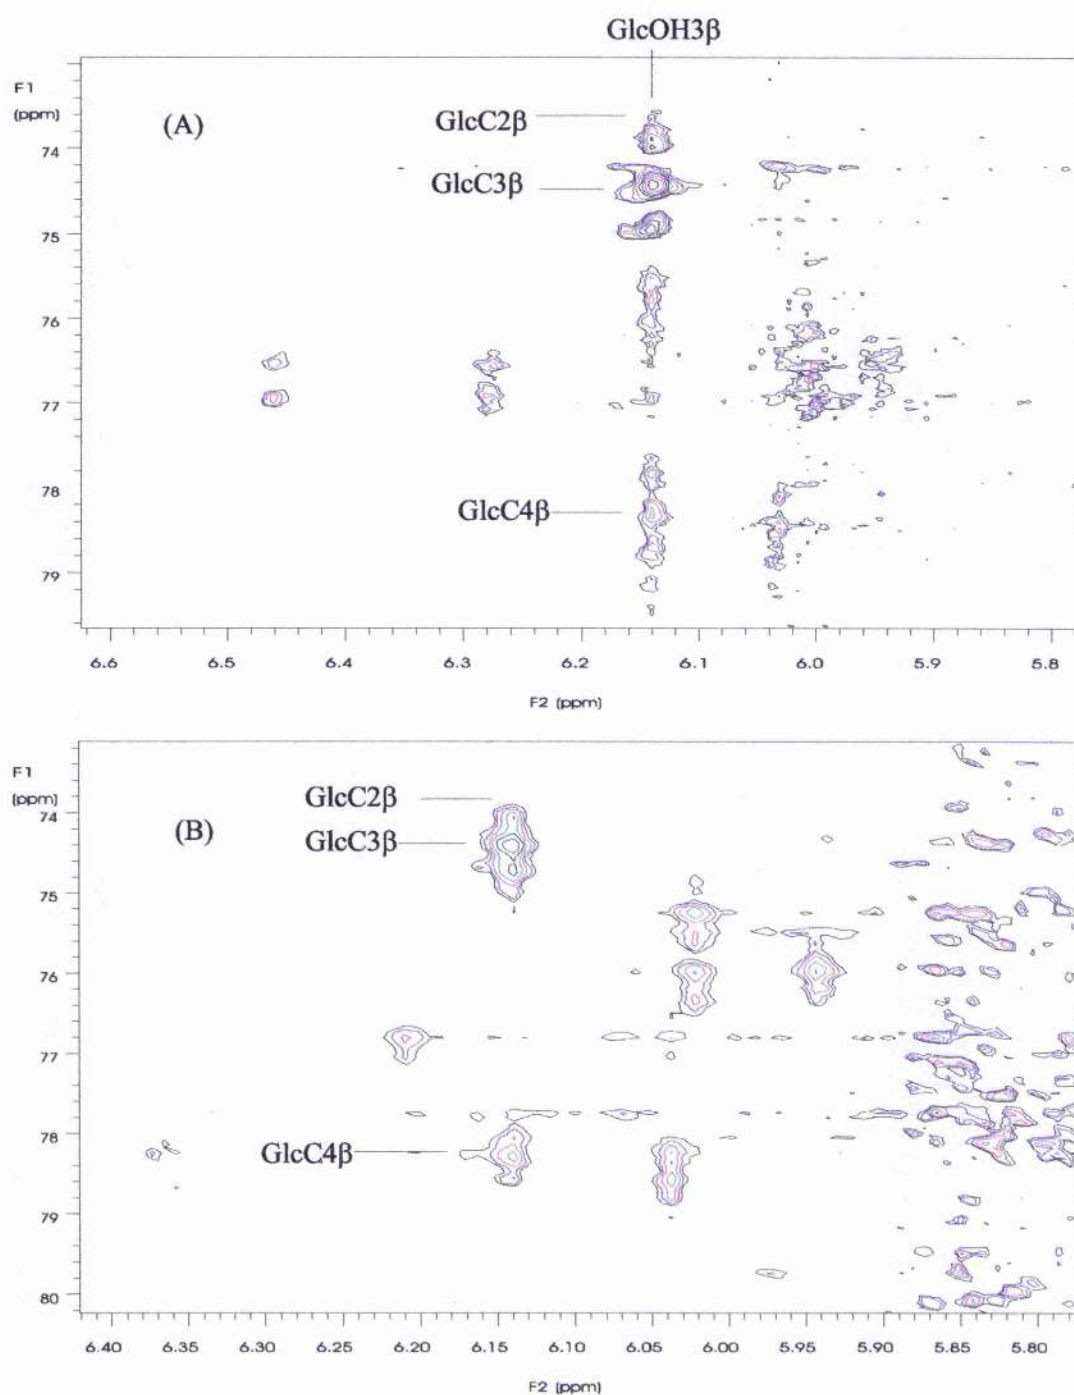 GlcOH3β
F1
(ppm)
(A)
GlcC2β
74
GlcC3β
75
76
77
78
GlcC4β
79
6.6 6.5 6.4 6.3 6.2 6.1 6.0 5.9 5.8
F2 (ppm)
F1
(ppm)
GlcC2β
74
(B)
GlcC3β
75
76
77
78
GlcC4β
79
80
6.40 6.35 6.30 6.25 6.20 6.15 6.10 6.05 6.00 5.95 5.90 5.85 5.80
F2 (ppm)